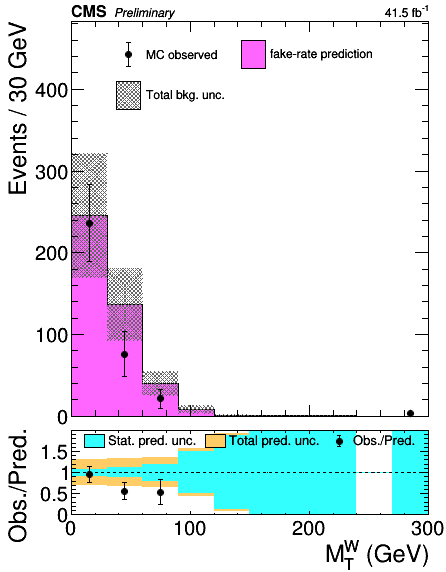 CMS Preliminary 41.5 fb⁻¹
Events / 30 GeV
MC observed
fake-rate prediction
Total bkg. unc.
400
300
200
100
0
Obs./Pred.
Stat. pred. unc.
Total pred. unc.
Obs./Pred.
1.5
1
0.5
0
0 100 200 300
M_T^W (GeV)